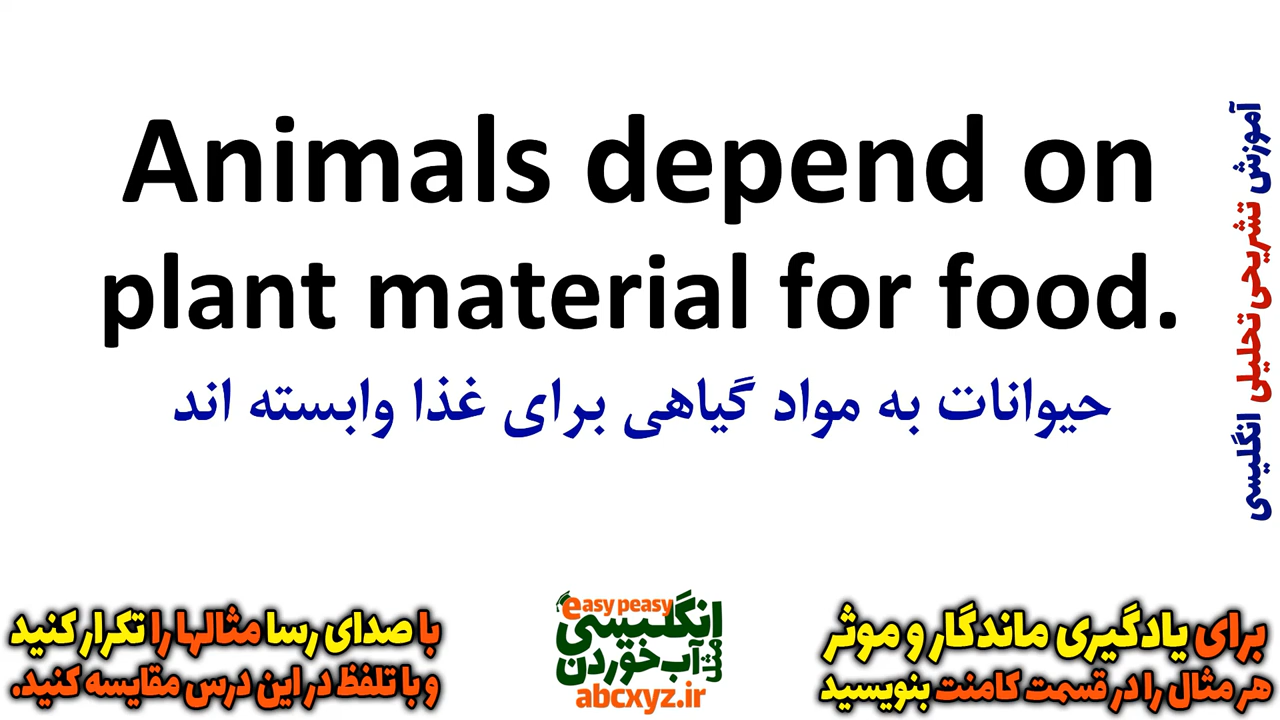 Animals depend on
plant material for food.
حیوانات به مواد گیاهی برای غذا وابسته اند
آموزش تشریحی تحلیلی انگلیسی
برای یادگیری ماندگار و موثر
هر مثال را در قسمت کامنت بنویسید
easy peasy
انگلیسی
مثل آب خوردن
abcxyz.ir
با صدای رسا مثالها را تکرار کنید
و با تلفظ در این درس مقایسه کنید.